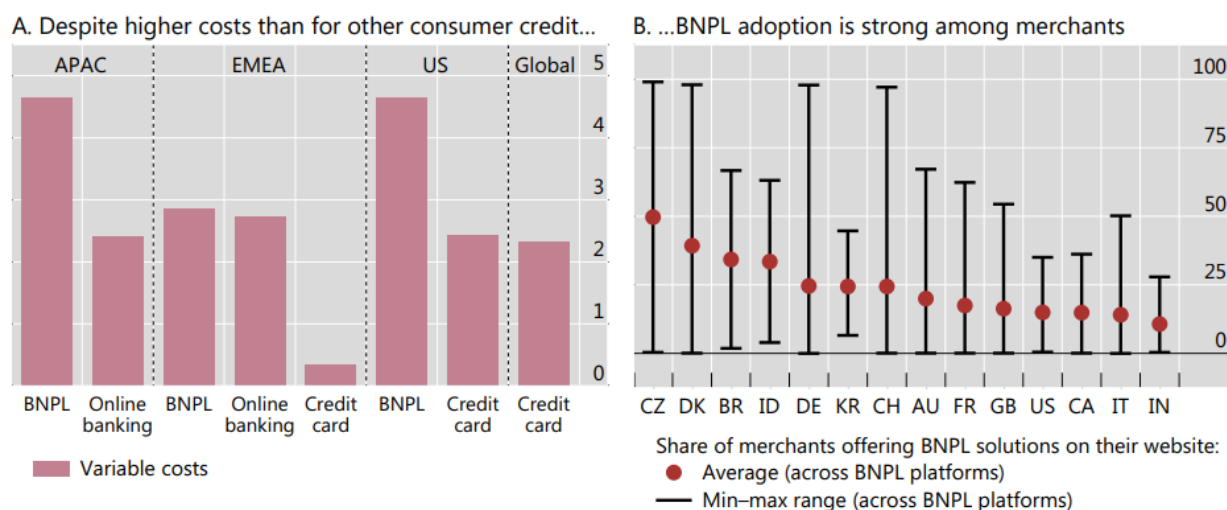 A. Despite higher costs than for other consumer credit...
APAC EMEA US Global
5
4
3
2
1
0
BNPL Online banking BNPL Online banking Credit card BNPL Credit card Credit card
Variable costs
B. ...BNPL adoption is strong among merchants
100
75
50
25
0
CZ DK BR ID DE KR CH AU FR GB US CA IT IN
Share of merchants offering BNPL solutions on their website:
Average (across BNPL platforms)
Min–max range (across BNPL platforms)